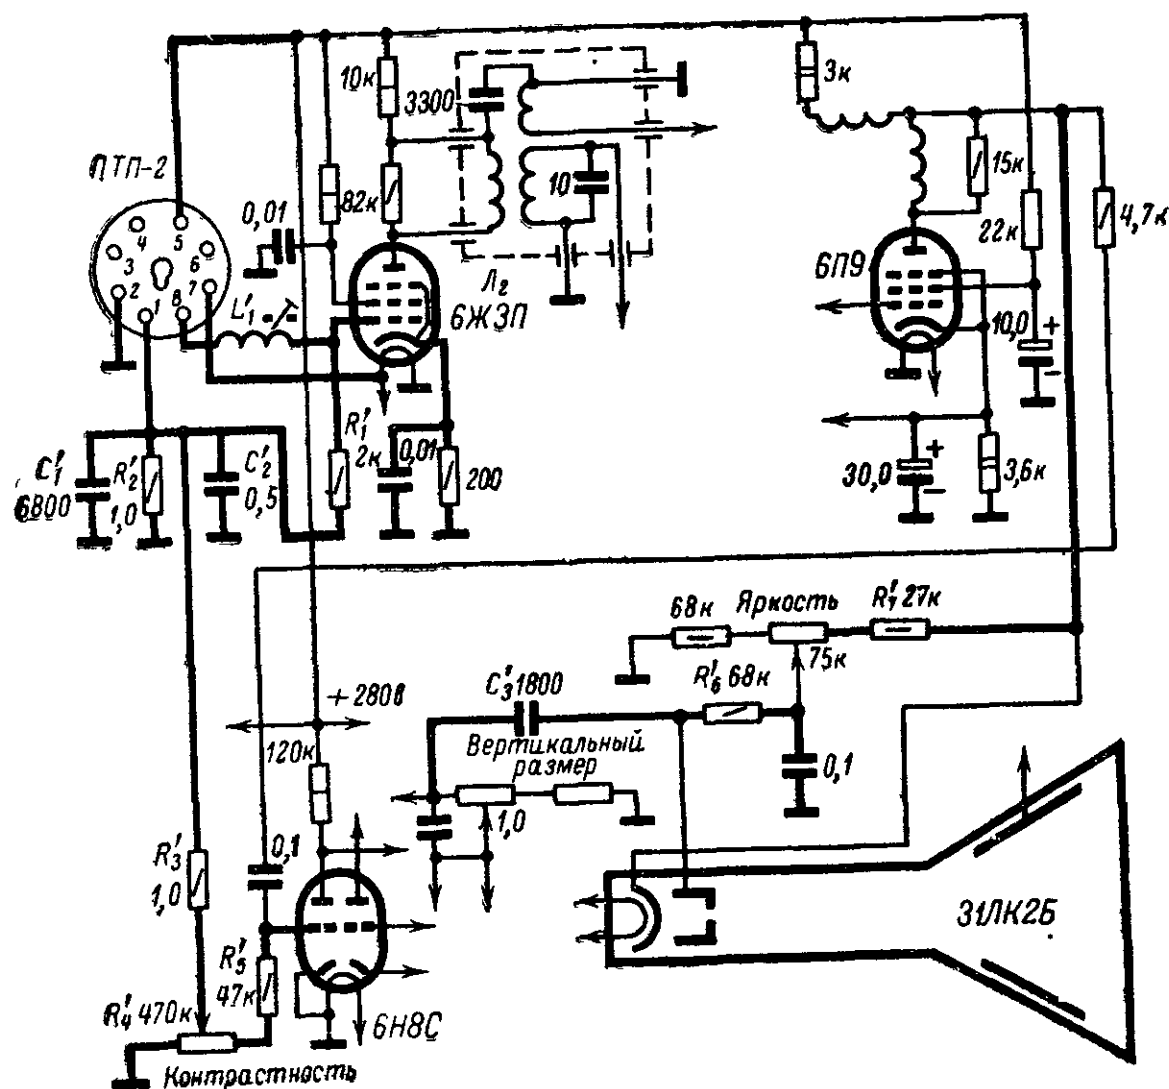 10к
3к
3300
ПТП-2
15к
82к
10
0,01
4
5
22к
4,7к
3
6
2
7
1
8
Л₂
6П9
L'₁
6Ж3П
10,0
+
−
R'₁
2к
0,01
+
C'₁
6800
R'₂
1,0
C'₂
0,5
200
30,0
−
3,6к
68к
Яркость
R'₇ 27к
75к
+280в
C'₃ 1800
R'₆ 68к
120к
Вертикальный
размер
0,1
1,0
R'₃
1,0
0,1
31ЛК2Б
R'₅
47к
R'₄ 470к
6Н8С
Контрастность